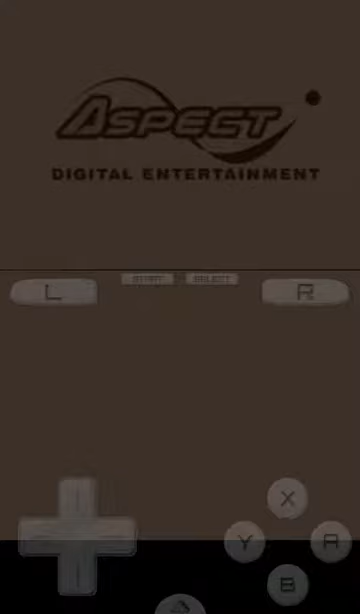 ASPECT
DIGITAL ENTERTAINMENT
START SELECT
L R
X
Y A
B